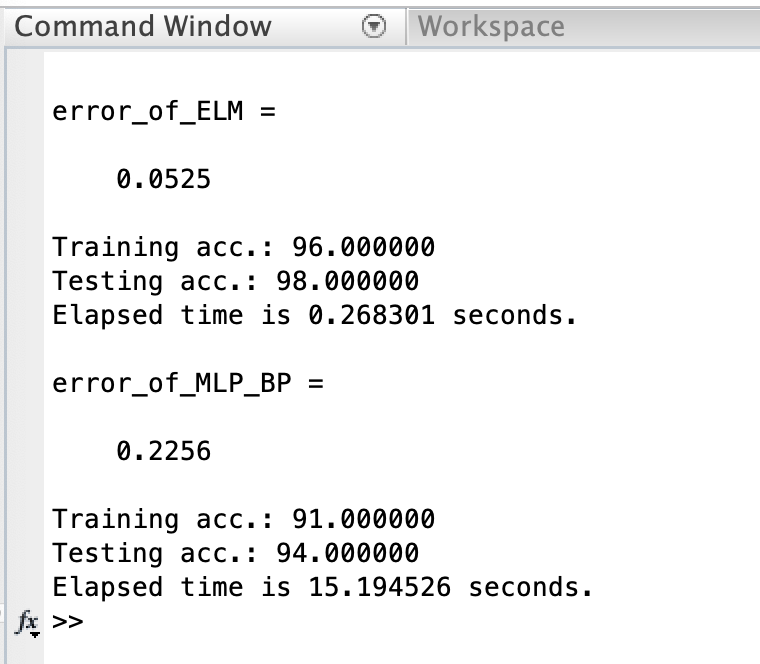 Command Window
Workspace
error_of_ELM =
0.0525
Training acc.: 96.000000
Testing acc.: 98.000000
Elapsed time is 0.268301 seconds.
error_of_MLP_BP =
0.2256
Training acc.: 91.000000
Testing acc.: 94.000000
Elapsed time is 15.194526 seconds.
fx >>